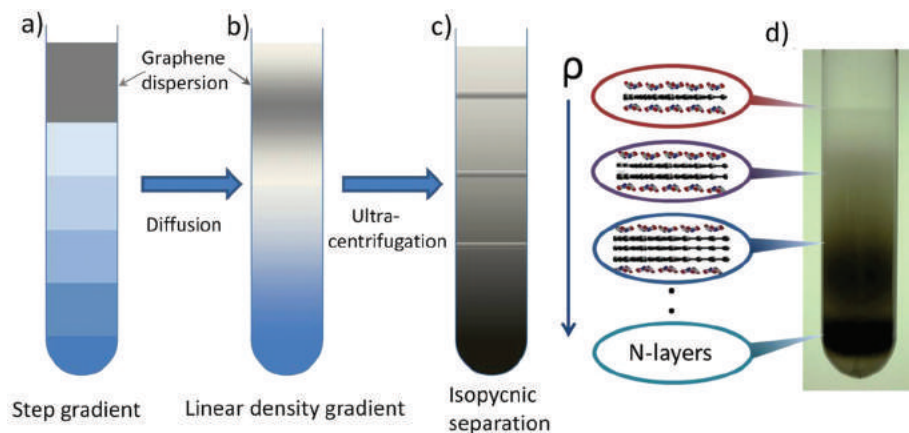 a)
b)
c)
d)
Graphene
dispersion
Diffusion
Ultra-
centrifugation
ρ
N-layers
Step gradient
Linear density gradient
Isopycnic
separation